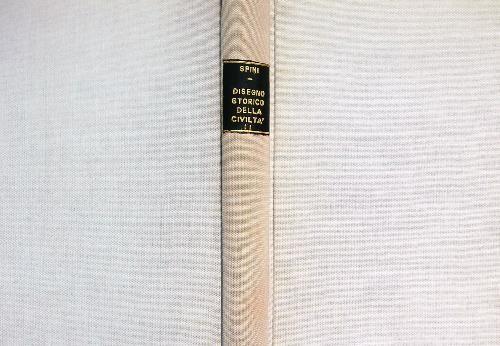 SPINI
-
DISEGNO
STORICO
DELLA
CIVILTA'
II